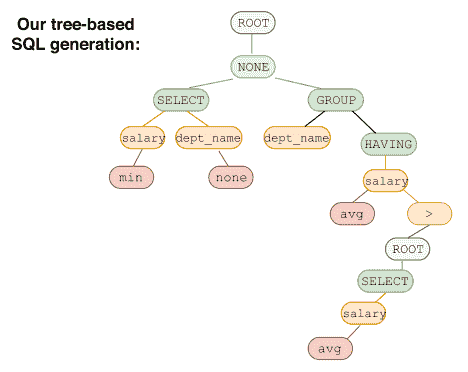 Our tree-based
SQL generation:
ROOT
NONE
SELECT
GROUP
salary
dept_name
dept_name
HAVING
min
none
salary
avg
>
ROOT
SELECT
salary
avg